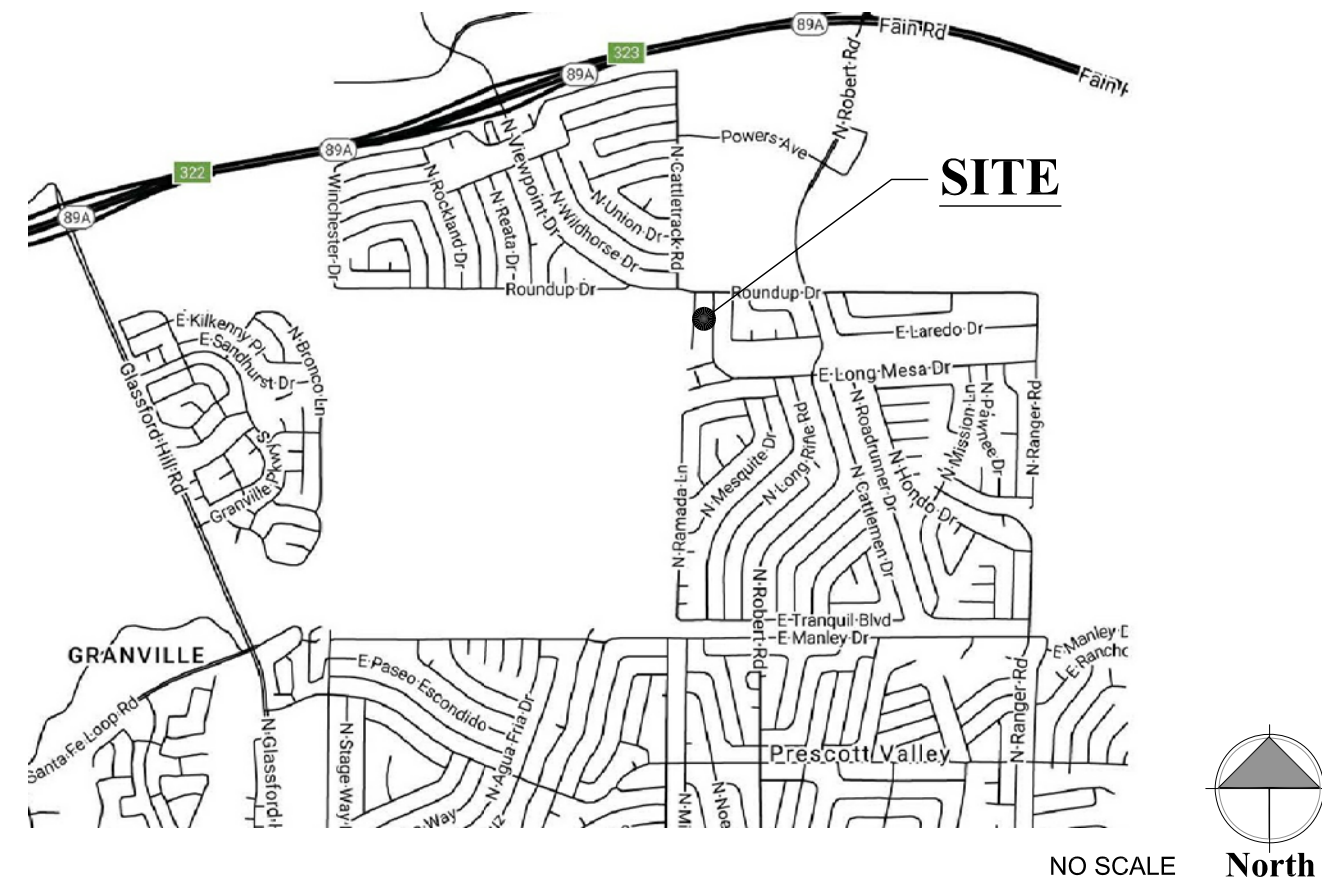 89A
Fain Rd
323
89A
N Robert Rd
89A
322
89A
N Viewpoint Dr
Powers Ave
N Cattletrack Rd
SITE
Winchester Dr
N Rockland Dr
N Reata Dr
N Wildhorse Dr
N Union Dr
Roundup Dr
Roundup Dr
E Kilkenny Pl
E Sandhurst Dr
N Bronco Ln
E Laredo Dr
Glassford Hill Rd
E Long Mesa Dr
Granville Pkwy S
N Ramada Ln
N Mesquite Dr
N Long Rifle Rd
N Roadrunner Dr
N Cattlemen Dr
N Hondo Dr
N Mission Ln
N Pawnee Dr
N Ranger Rd
N Robert Rd
E Tranquil Blvd
E Manley Dr
E Manley D
E Rancho
GRANVILLE
E Paseo Escondido
Santa Fe Loop Rd
N Glassford H
N Stage Way
N Agua Fria Dr
Way
N Noe
N Ranger Rd
Prescott Valley
NO SCALE
North